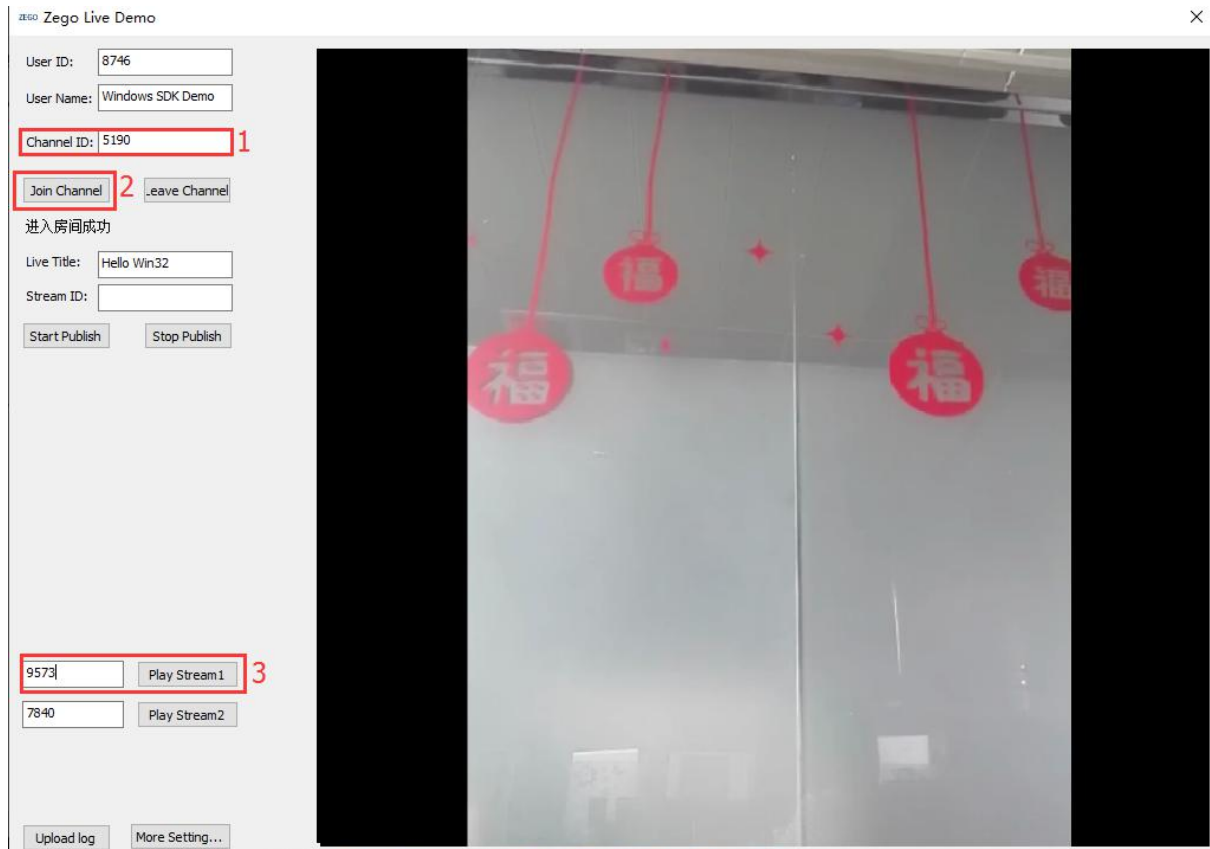 ZEGO Zego Live Demo
User ID: 8746
User Name: Windows SDK Demo
Channel ID: 5190 1
Join Channel 2 Leave Channel
进入房间成功
Live Title: Hello Win32
Stream ID:
Start Publish Stop Publish
福
福
福
福
9573 Play Stream1 3
7840 Play Stream2
Upload log More Setting...